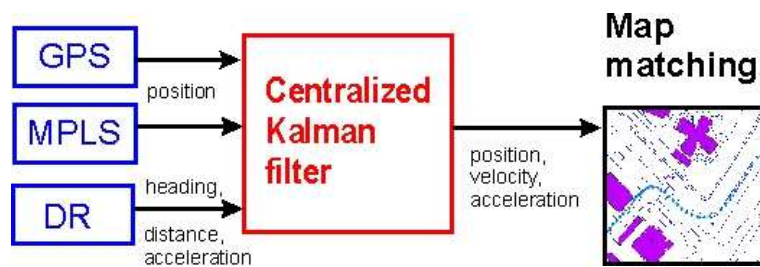 GPS
position
MPLS
heading,
DR
distance,
acceleration
Centralized
Kalman
filter
position,
velocity,
acceleration
Map
matching